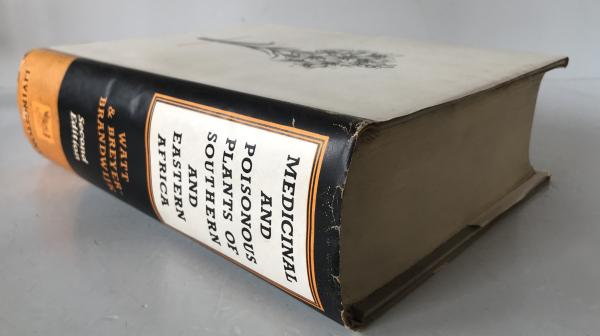 MEDICINAL
AND
POISONOUS
PLANTS OF
SOUTHERN
AND
EASTERN
AFRICA
WATT
& BREYER-
BRANDWIJK
Second
Edition
LIVINGSTONE